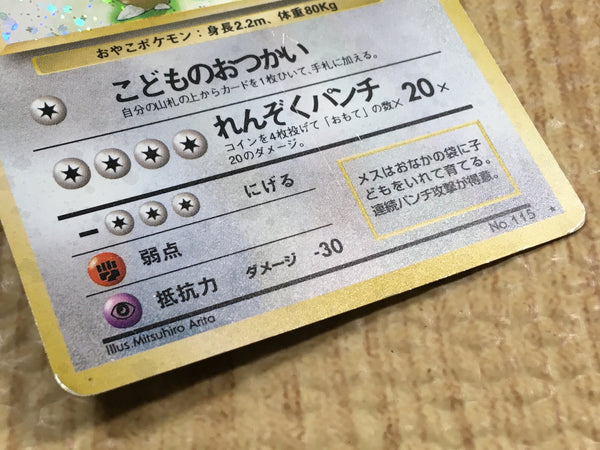 おやこポケモン：身長2.2m、体重80Kg
こどものおつかい
自分の山札の上からカードを1枚ひいて、手札に加える。
れんぞくパンチ 20×
コインを4枚投げて「おもて」の数×
20のダメージ。
にげる
弱点
抵抗力 ダメージ -30
メスはおなかの袋に子
どもをいれて育てる。
連続パンチ攻撃が得意。
Illus. Mitsuhiro Arita
No. 115